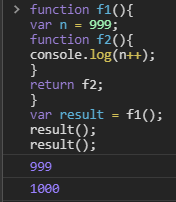 > function f1(){
var n = 999;
function f2(){
console.log(n++);
}
return f2;
}
var result = f1();
result();
result();
999
1000